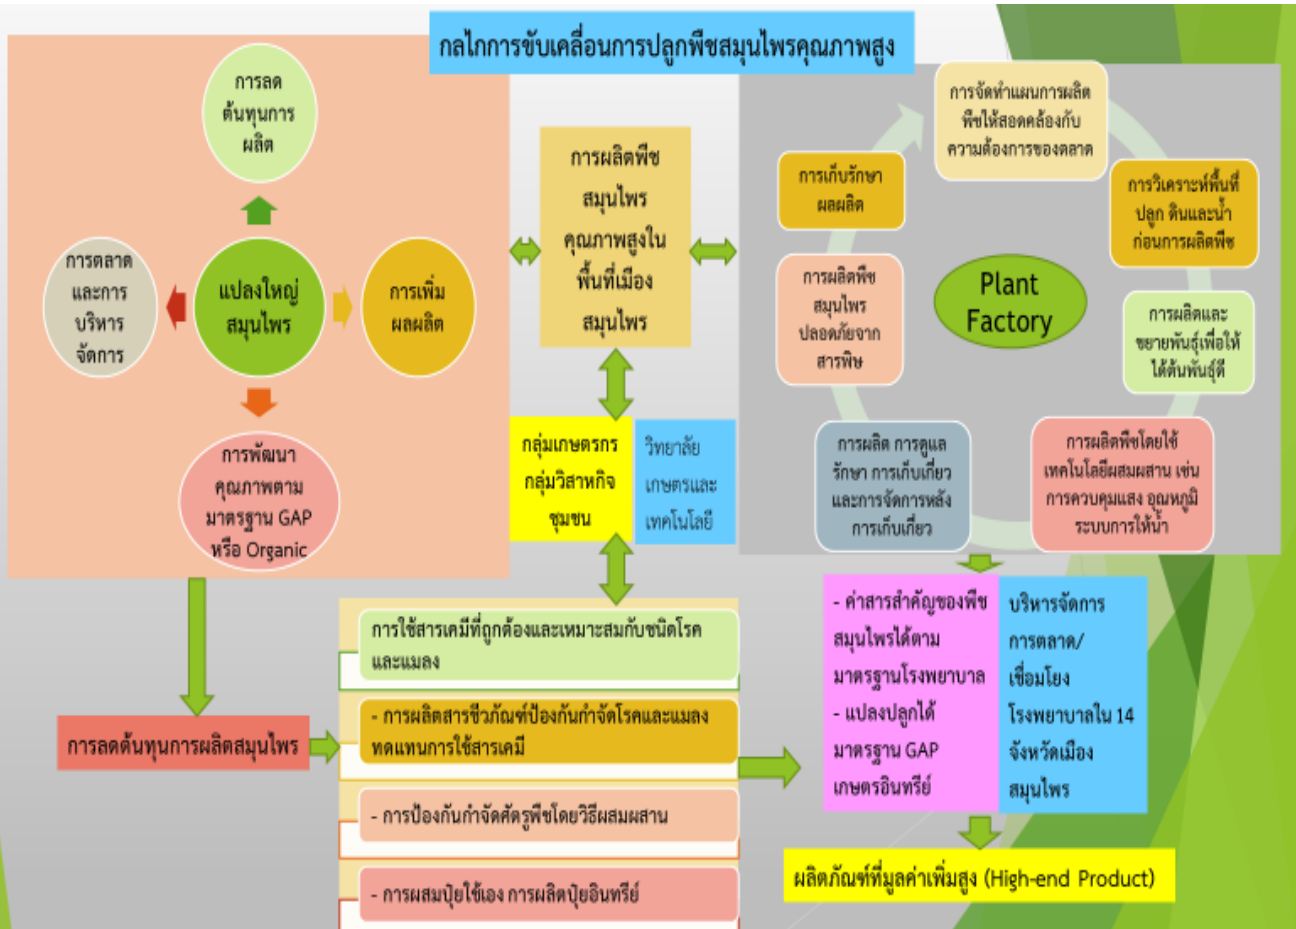 กลไกการขับเคลื่อนการปลูกพืชสมุนไพรคุณภาพสูง
การลด
ต้นทุนการ
ผลิต
การตลาด
และการ
บริหาร
จัดการ
แปลงใหญ่
สมุนไพร
การเพิ่ม
ผลผลิต
การพัฒนา
คุณภาพตาม
มาตรฐาน GAP
หรือ Organic
การผลิตพืช
สมุนไพร
คุณภาพสูงใน
พื้นที่เมือง
สมุนไพร
กลุ่มเกษตรกร
กลุ่มวิสาหกิจ
ชุมชน
วิทยาลัย
เกษตรและ
เทคโนโลยี
การจัดทำแผนการผลิต
พืชให้สอดคล้องกับ
ความต้องการของตลาด
การวิเคราะห์พื้นที่
ปลูก ดินและน้ำ
ก่อนการผลิตพืช
การผลิตและ
ขยายพันธุ์เพื่อให้
ได้ต้นพันธุ์ดี
การผลิตพืชโดยใช้
เทคโนโลยีผสมผสาน เช่น
การควบคุมแสง อุณหภูมิ
ระบบการให้น้ำ
การผลิต การดูแล
รักษา การเก็บเกี่ยว
และการจัดการหลัง
การเก็บเกี่ยว
การผลิตพืช
สมุนไพร
ปลอดภัยจาก
สารพิษ
การเก็บรักษา
ผลผลิต
Plant
Factory
การลดต้นทุนการผลิตสมุนไพร
การใช้สารเคมีที่ถูกต้องและเหมาะสมกับชนิดโรค
และแมลง
- การผลิตสารชีวภัณฑ์ป้องกันกำจัดโรคและแมลง
ทดแทนการใช้สารเคมี
- การป้องกันกำจัดศัตรูพืชโดยวิธีผสมผสาน
- การผสมปุ๋ยใช้เอง การผลิตปุ๋ยอินทรีย์
- ค่าสารสำคัญของพืช
สมุนไพรได้ตาม
มาตรฐานโรงพยาบาล
- แปลงปลูกได้
มาตรฐาน GAP
เกษตรอินทรีย์
บริหารจัดการ
การตลาด/
เชื่อมโยง
โรงพยาบาลใน 14
จังหวัดเมือง
สมุนไพร
ผลิตภัณฑ์ที่มูลค่าเพิ่มสูง (High-end Product)